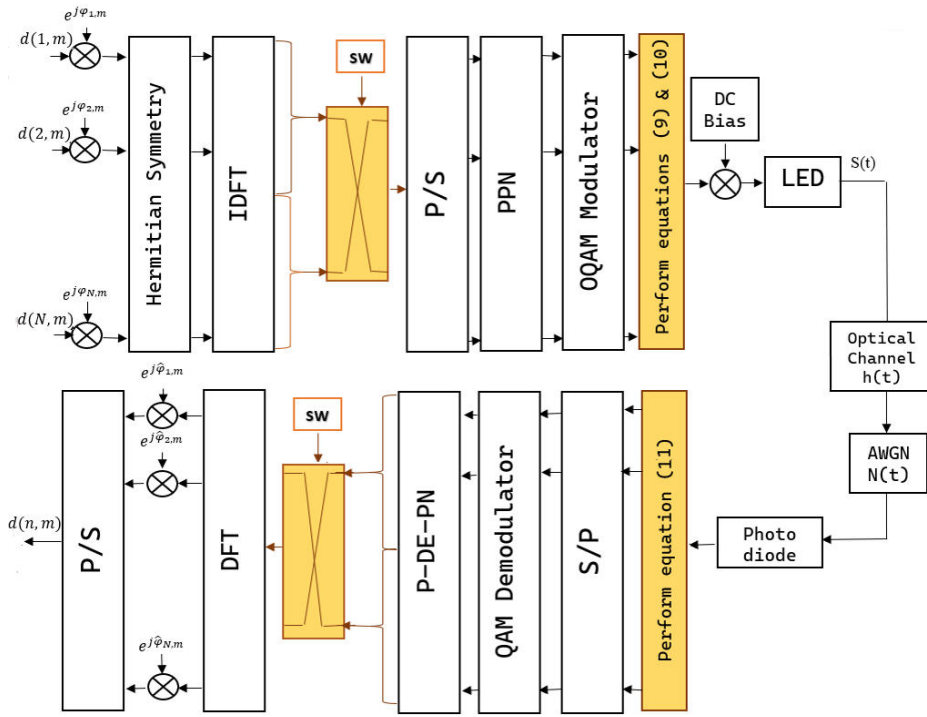 e^{jφ_{1,m}}
d(1,m)
e^{jφ_{2,m}}
d(2,m)
e^{jφ_{N,m}}
d(N,m)
Hermitian Symmetry
IDFT
sw
P/S
PPN
OQAM Modulator
Perform equations (9) & (10)
DC
Bias
LED
S(t)
Optical
Channel
h(t)
AWGN
N(t)
Photo
diode
Perform equation (11)
S/P
QAM Demodulator
P-DE-PN
sw
DFT
e^{jφ̂_{1,m}}
e^{jφ̂_{2,m}}
e^{jφ̂_{N,m}}
P/S
d(n,m)